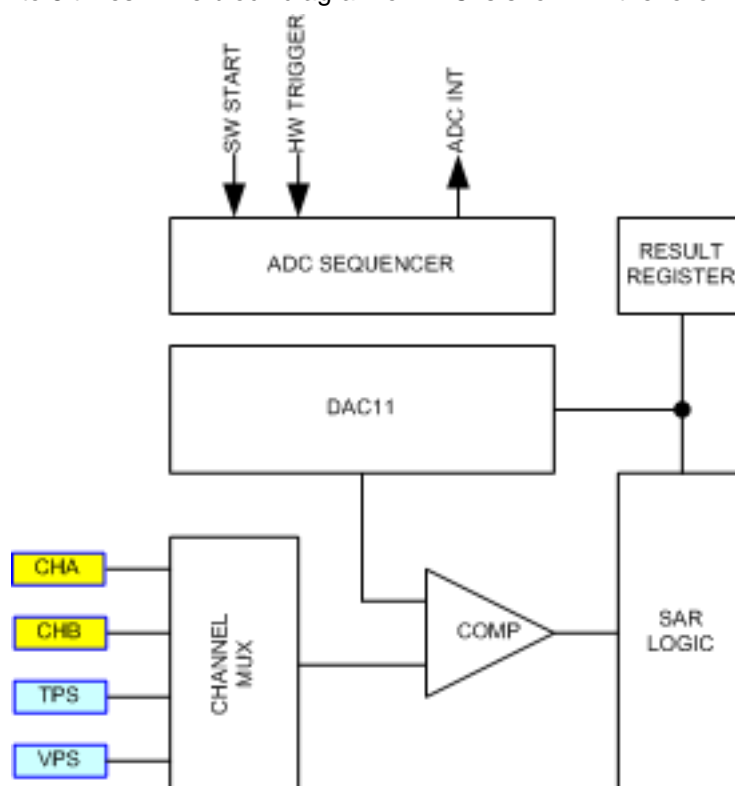 SW START
HW TRIGGER
ADC INT
ADC SEQUENCER
RESULT
REGISTER
DAC11
CHA
CHB
TPS
VPS
CHANNEL
MUX
COMP
SAR
LOGIC